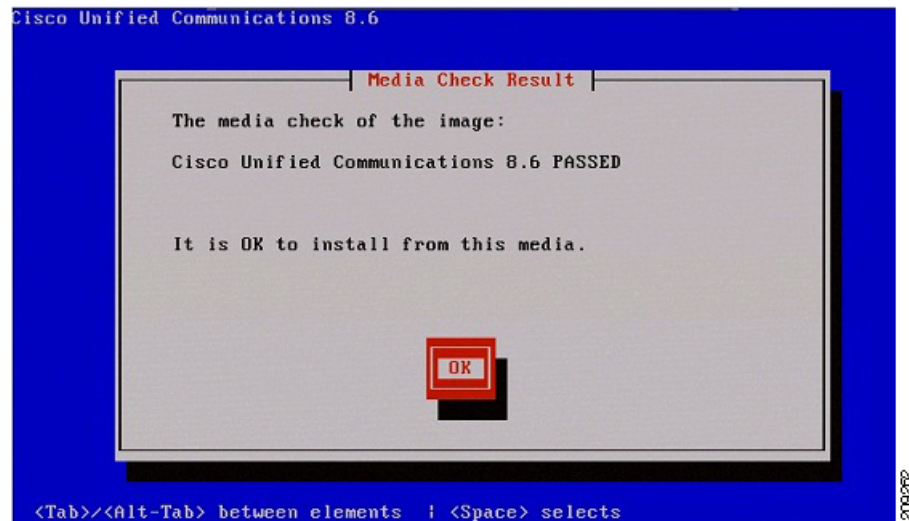 Cisco Unified Communications 8.6
Media Check Result
The media check of the image:
Cisco Unified Communications 8.6 PASSED
It is OK to install from this media.
OK
<Tab>/<Alt-Tab> between elements | <Space> selects
209262